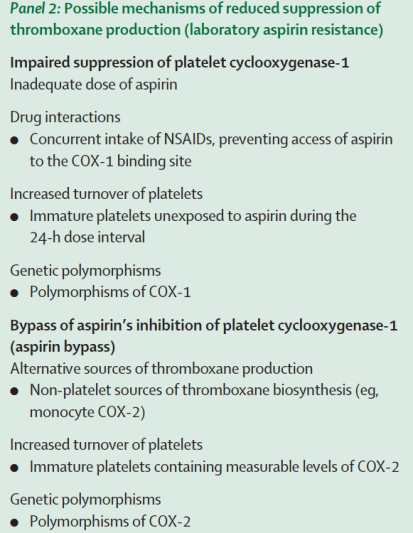 Panel 2: Possible mechanisms of reduced suppression of
thromboxane production (laboratory aspirin resistance)
Impaired suppression of platelet cyclooxygenase-1
Inadequate dose of aspirin
Drug interactions
● Concurrent intake of NSAIDs, preventing access of aspirin
to the COX-1 binding site
Increased turnover of platelets
● Immature platelets unexposed to aspirin during the
24-h dose interval
Genetic polymorphisms
● Polymorphisms of COX-1
Bypass of aspirin's inhibition of platelet cyclooxygenase-1
(aspirin bypass)
Alternative sources of thromboxane production
● Non-platelet sources of thromboxane biosynthesis (eg,
monocyte COX-2)
Increased turnover of platelets
● Immature platelets containing measurable levels of COX-2
Genetic polymorphisms
● Polymorphisms of COX-2